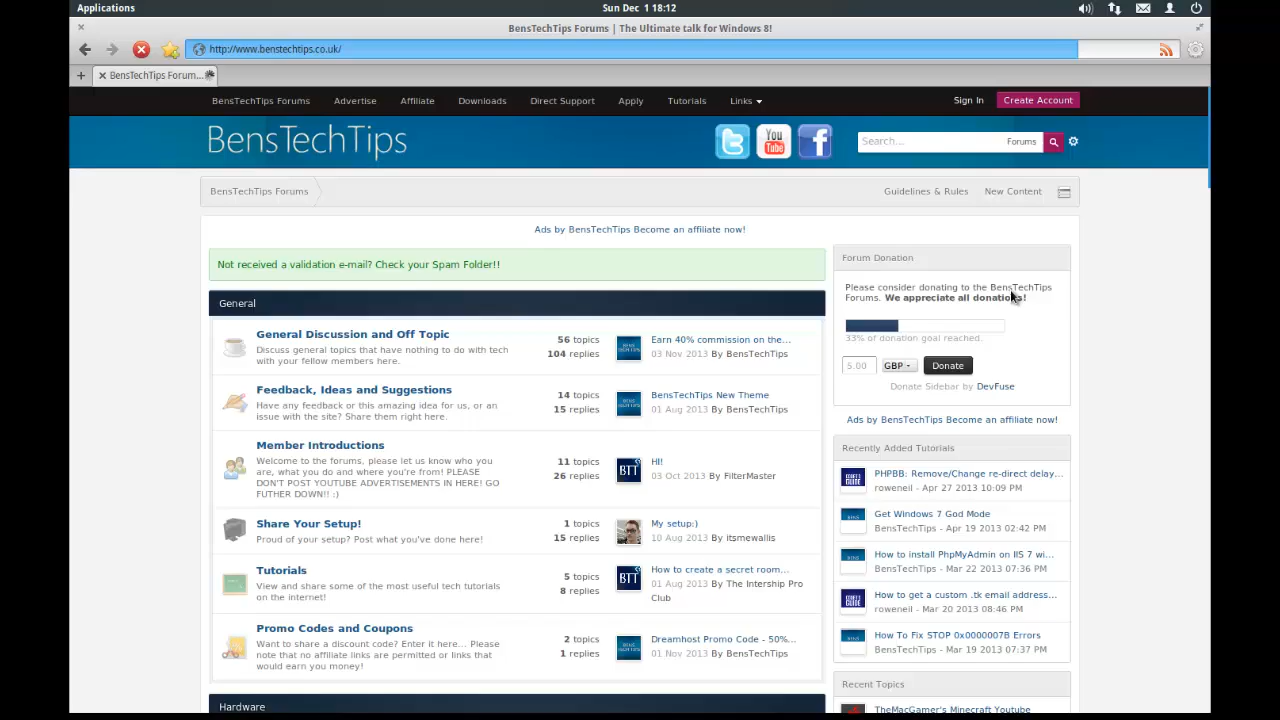 Applications
Sun Dec 1 18:12
BensTechTips Forums | The Ultimate talk for Windows 8!
http://www.benstechtips.co.uk/
BensTechTip Forum...
BensTechTips Forums Advertise Affiliate Downloads Direct Support Apply Tutorials Links
Sign In Create Account
BensTechTips
You Tube
Search... Forums
BensTechTips Forums
Guidelines & Rules New Content
Ads by BensTechTips Become an affiliate now!
Not received a validation e-mail? Check your Spam Folder!!
General
General Discussion and Off Topic
Discuss general topics that have nothing to do with tech
with your fellow members here.
56 topics
104 replies
Earn 40% commission on the...
03 Nov 2013 By BensTechTips
Feedback, Ideas and Suggestions
Have any feedback or this amazing idea for us, or an
issue with the site? Share them right here.
14 topics
15 replies
BensTechTips New Theme
01 Aug 2013 By BensTechTips
Member Introductions
Welcome to the forums, please let us know who you
are, what you do and where you're from! PLEASE
DON'T POST YOUTUBE ADVERTISEMENTS IN HERE! GO
FUTHER DOWN!! :)
11 topics
26 replies
BTT
HI!
03 Oct 2013 By FilterMaster
Share Your Setup!
Proud of your setup? Post what you've done here!
1 topics
15 replies
My setup:)
10 Aug 2013 By itsmewallis
Tutorials
View and share some of the most useful tech tutorials
on the internet!
5 topics
8 replies
BTT
How to create a secret room...
01 Aug 2013 By The Intership Pro
Club
Promo Codes and Coupons
Want to share a discount code? Enter it here... Please
note that no affiliate links are permitted or links that
would earn you money!
2 topics
1 replies
Dreamhost Promo Code - 50%...
01 Nov 2013 By BensTechTips
Hardware
Forum Donation
Please consider donating to the BensTechTips
Forums. We appreciate all donations!
33% of donation goal reached.
5.00 GBP Donate
Donate Sidebar by DevFuse
Ads by BensTechTips Become an affiliate now!
Recently Added Tutorials
PHPBB: Remove/Change re-direct delay...
roweneil - Apr 27 2013 10:09 PM
Get Windows 7 God Mode
BensTechTips - Apr 19 2013 02:42 PM
How to install PhpMyAdmin on IIS 7 wi...
BensTechTips - Mar 22 2013 07:36 PM
How to get a custom .tk email address...
roweneil - Mar 20 2013 08:46 PM
How To Fix STOP 0x0000007B Errors
BensTechTips - Mar 19 2013 07:37 PM
Recent Topics
TheMacGamer's Minecraft Youtube